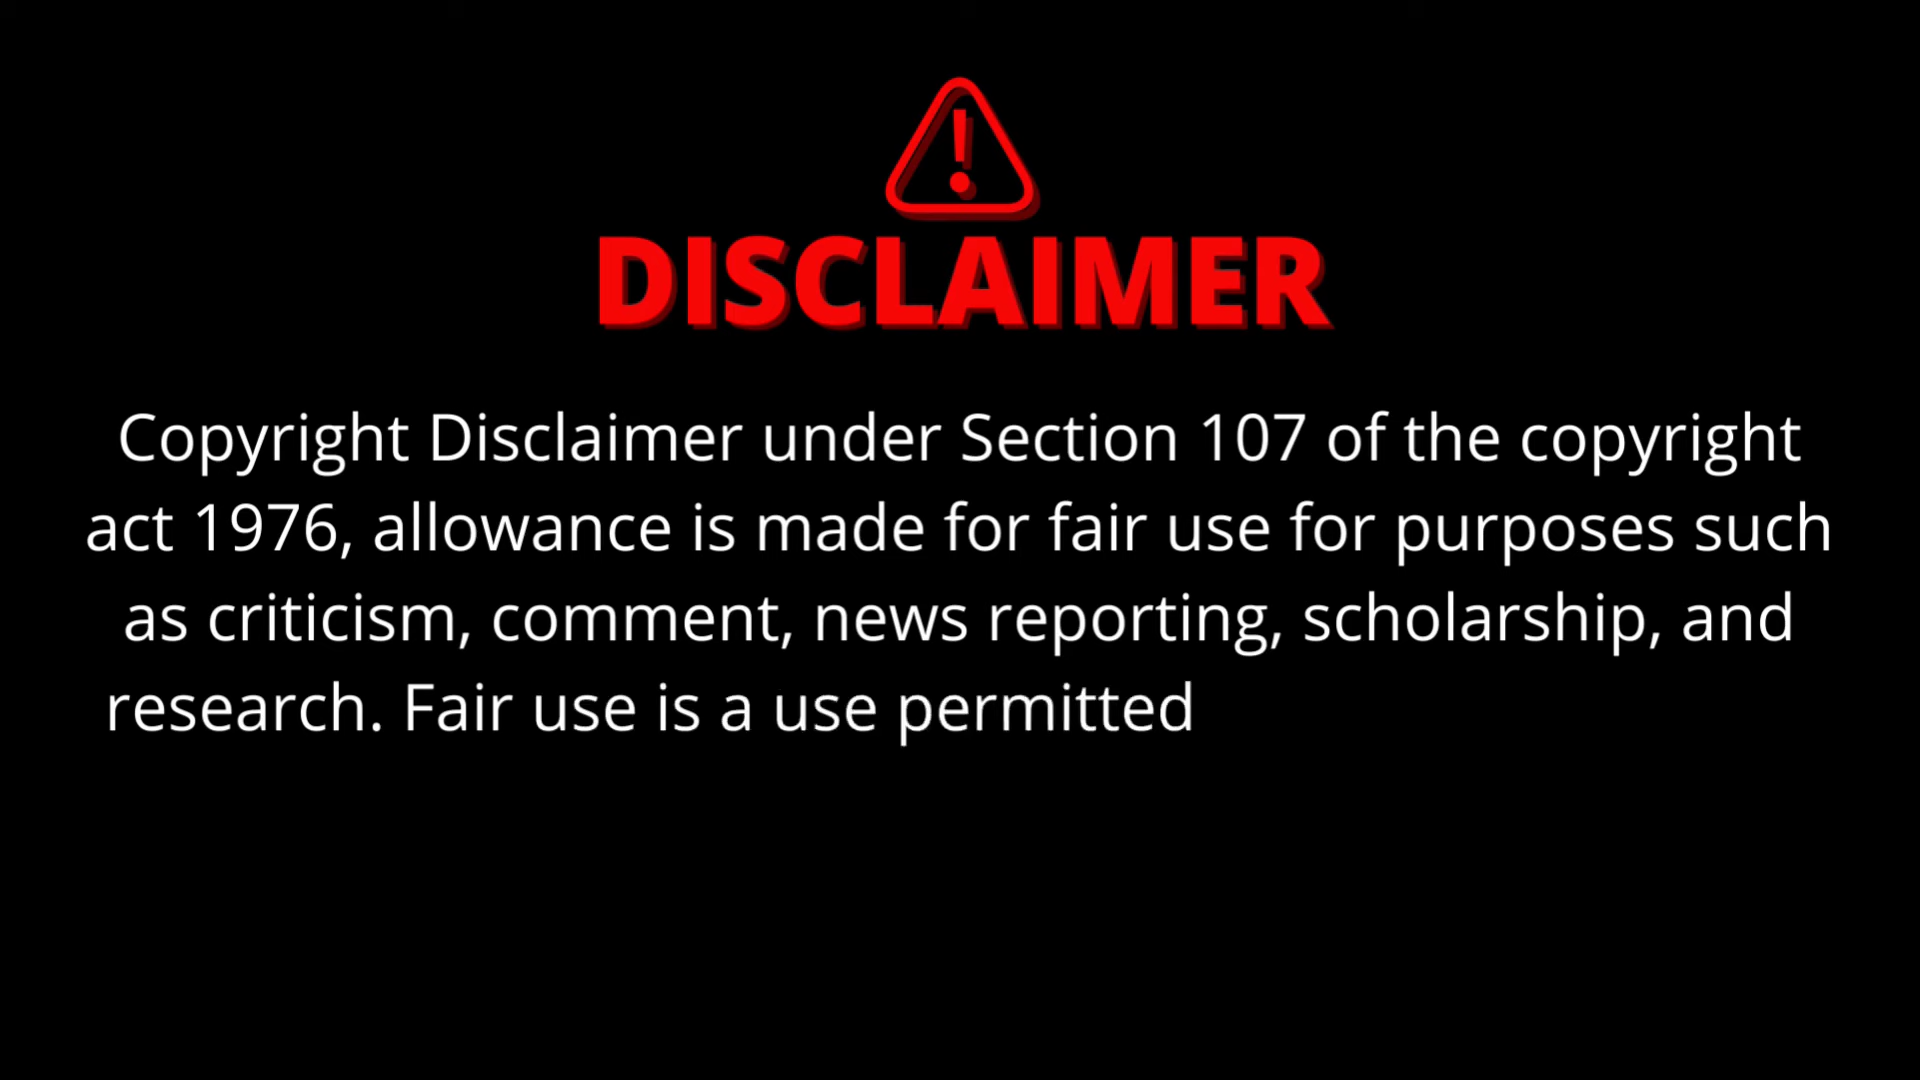 DISCLAIMER
Copyright Disclaimer under Section 107 of the copyright
act 1976, allowance is made for fair use for purposes such
as criticism, comment, news reporting, scholarship, and
research. Fair use is a use permitted